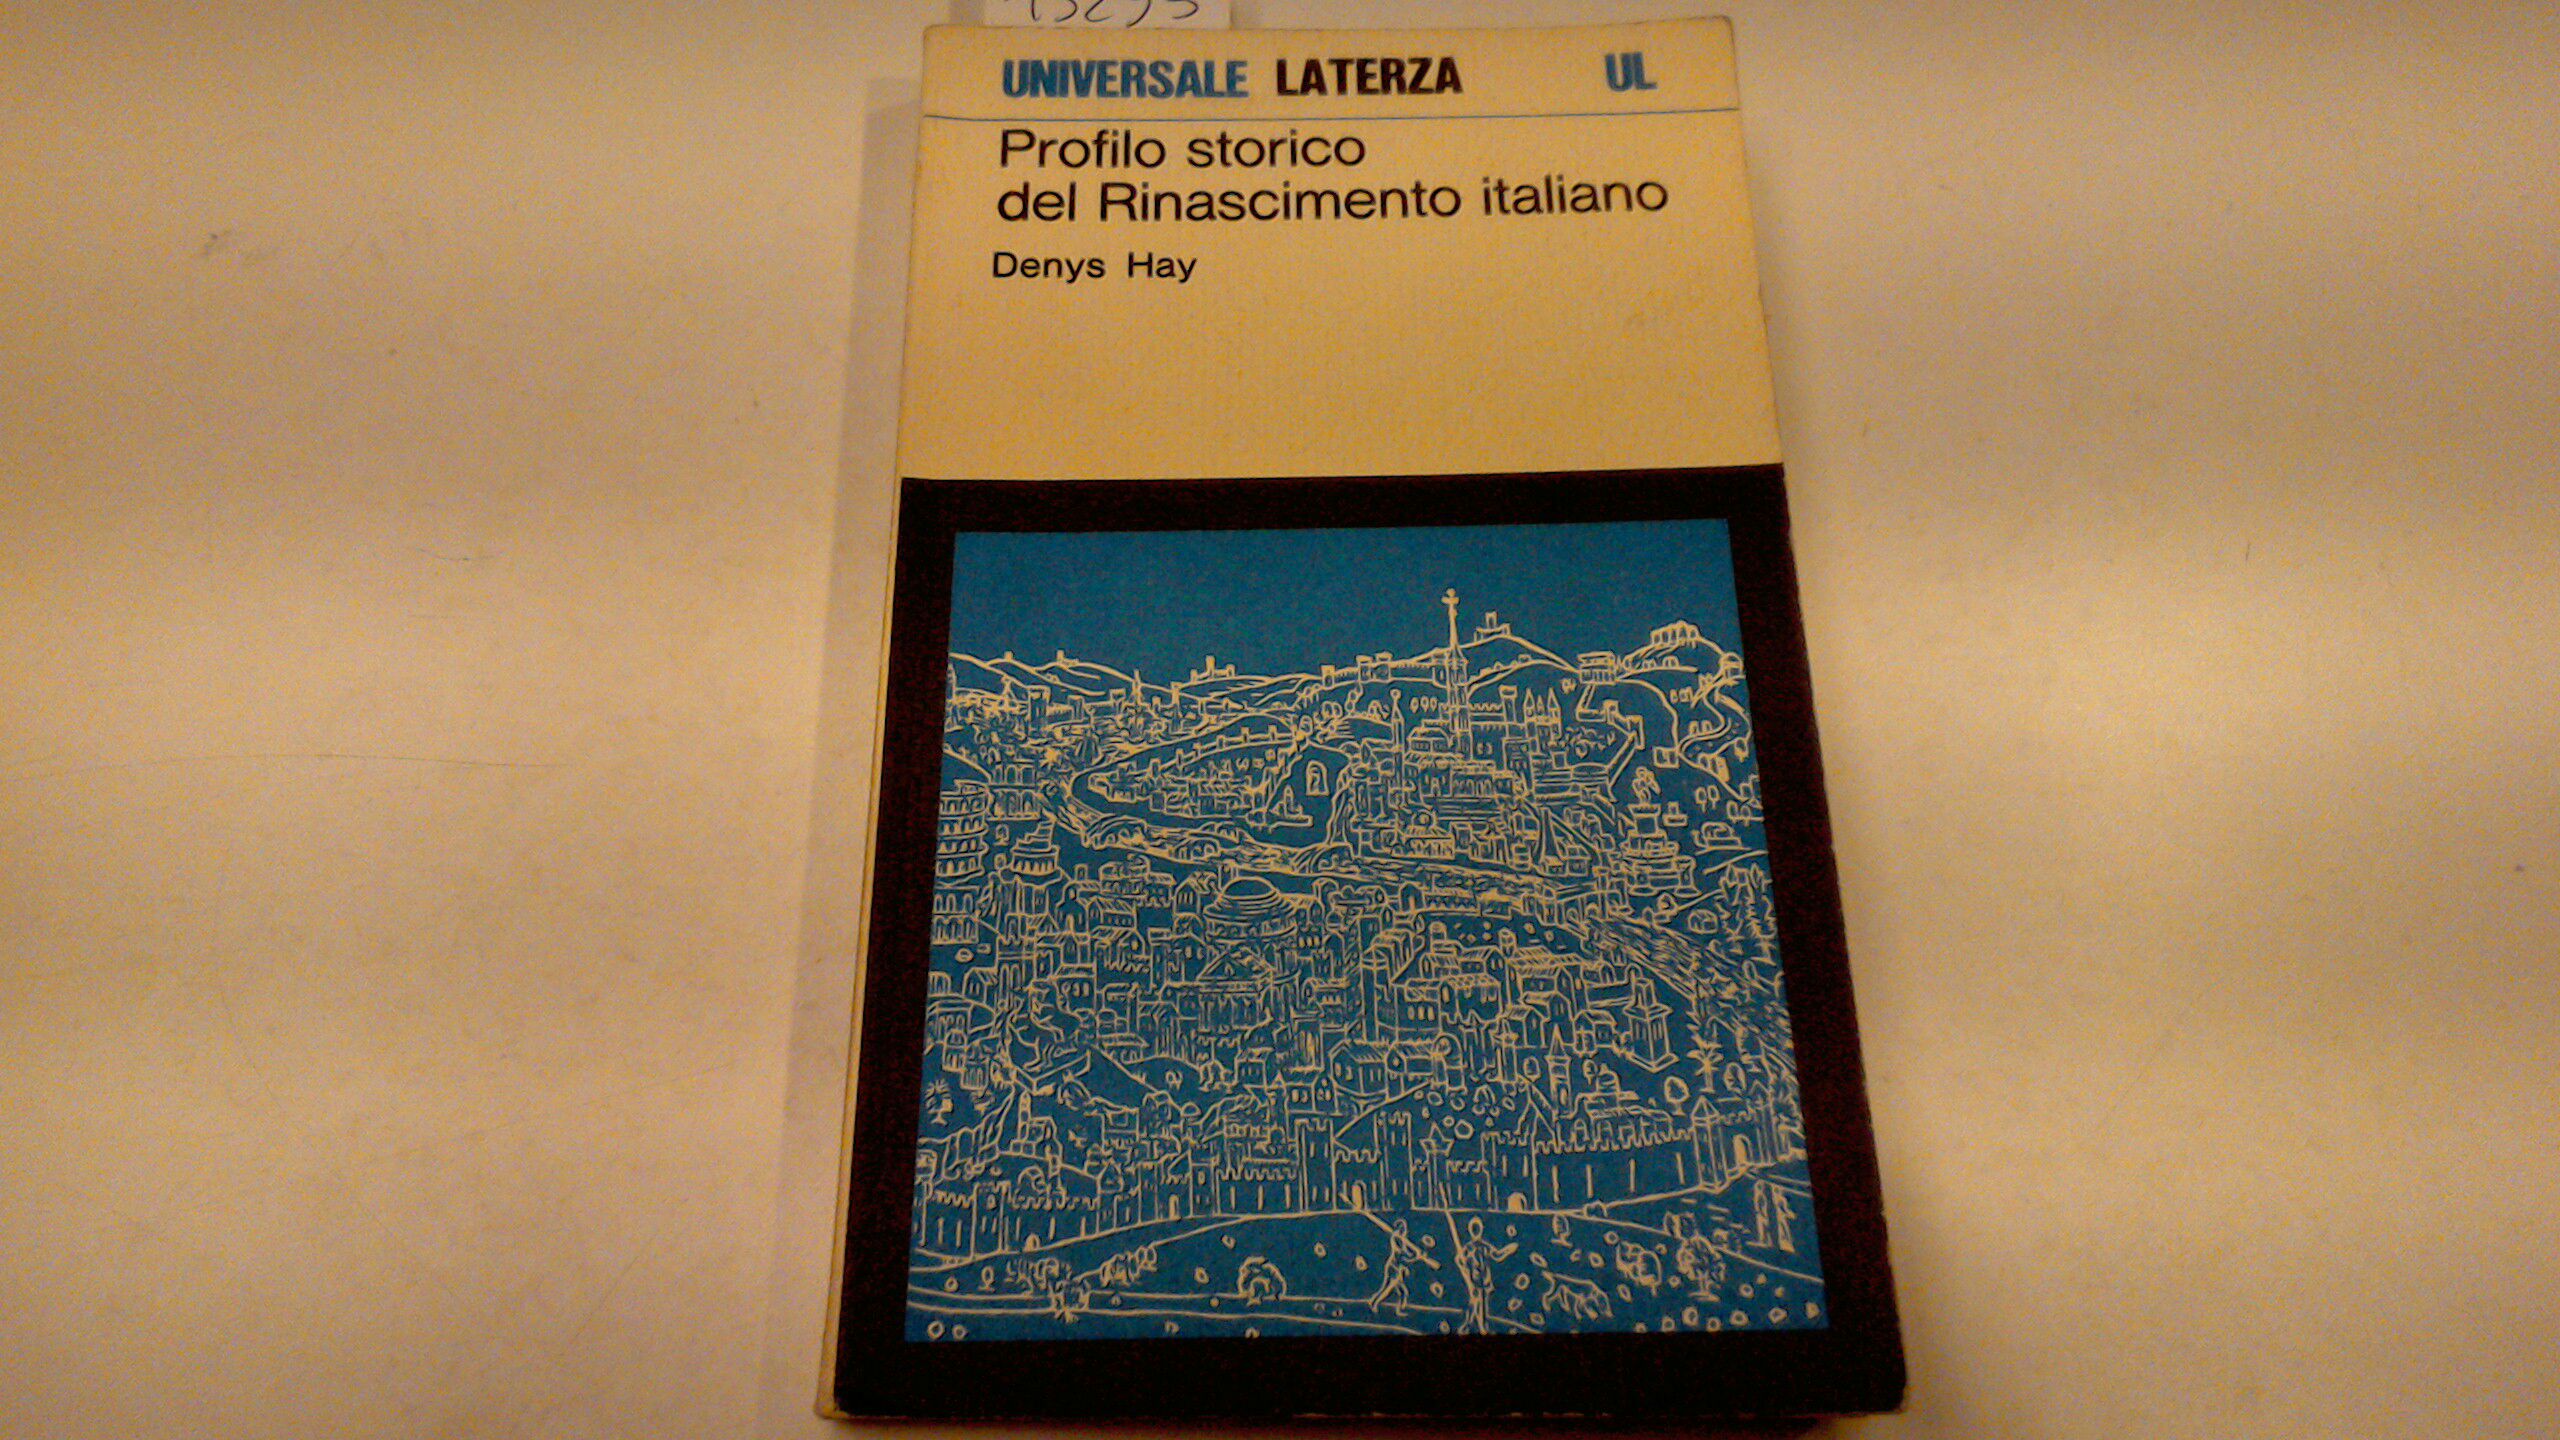 UNIVERSALE LATERZA UL
Profilo storico
del Rinascimento italiano
Denys Hay